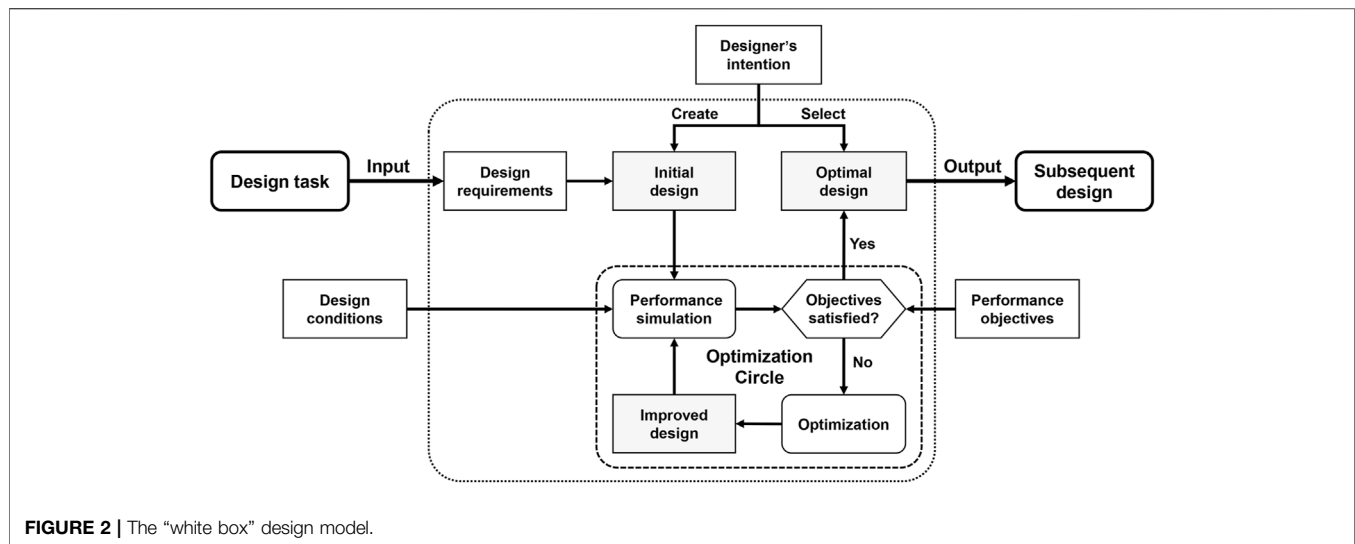 Designer's
intention
Create
Select
Design task
Input
Design
requirements
Initial
design
Optimal
design
Output
Subsequent
design
Yes
Design
conditions
Performance
simulation
Objectives
satisfied?
Performance
objectives
Optimization
Circle
No
Improved
design
Optimization
FIGURE 2 | The “white box” design model.